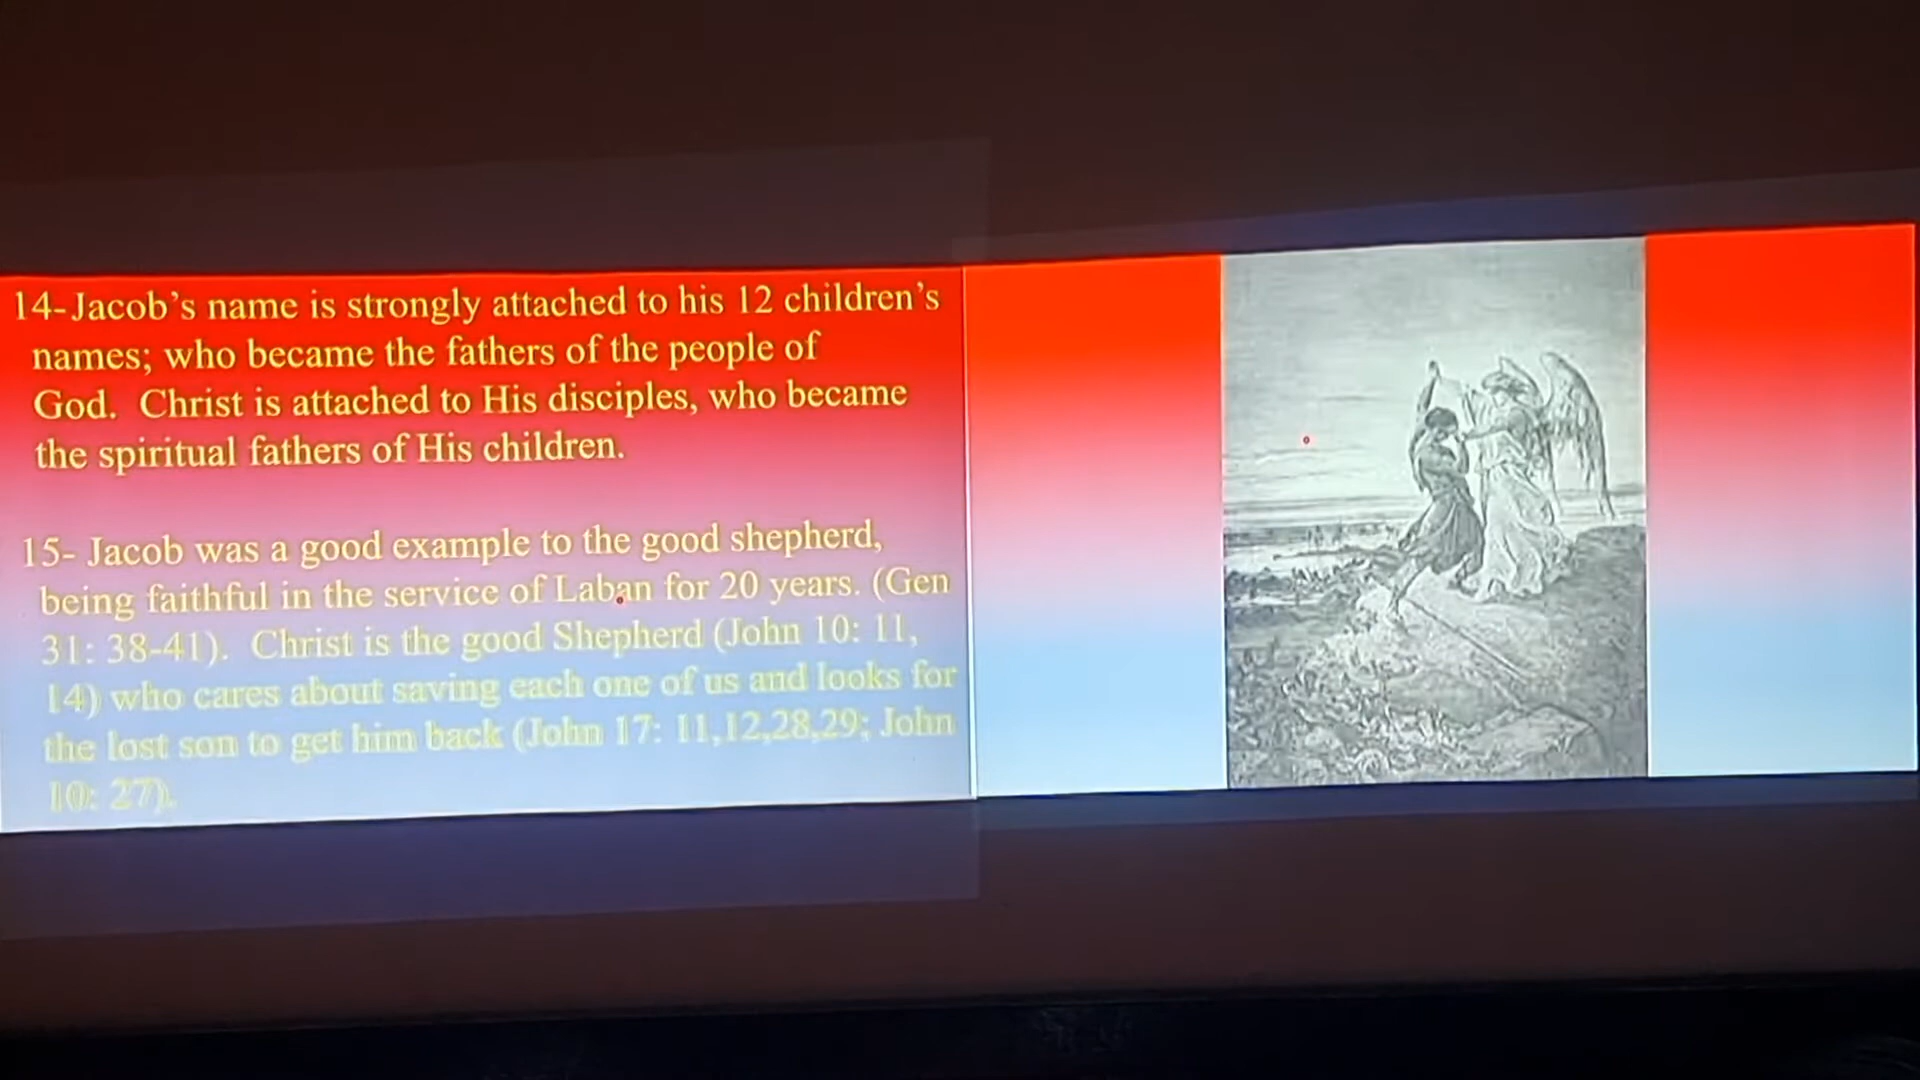 14-Jacob's name is strongly attached to his 12 children's
names; who became the fathers of the people of
God.  Christ is attached to His disciples, who became
the spiritual fathers of His children.
15- Jacob was a good example to the good shepherd,
being faithful in the service of Laban for 20 years. (Gen
31: 38-41).  Christ is the good Shepherd (John 10: 11,
14) who cares about saving each one of us and looks for
the lost son to get him back (John 17: 11,12,28,29; John
10: 27).